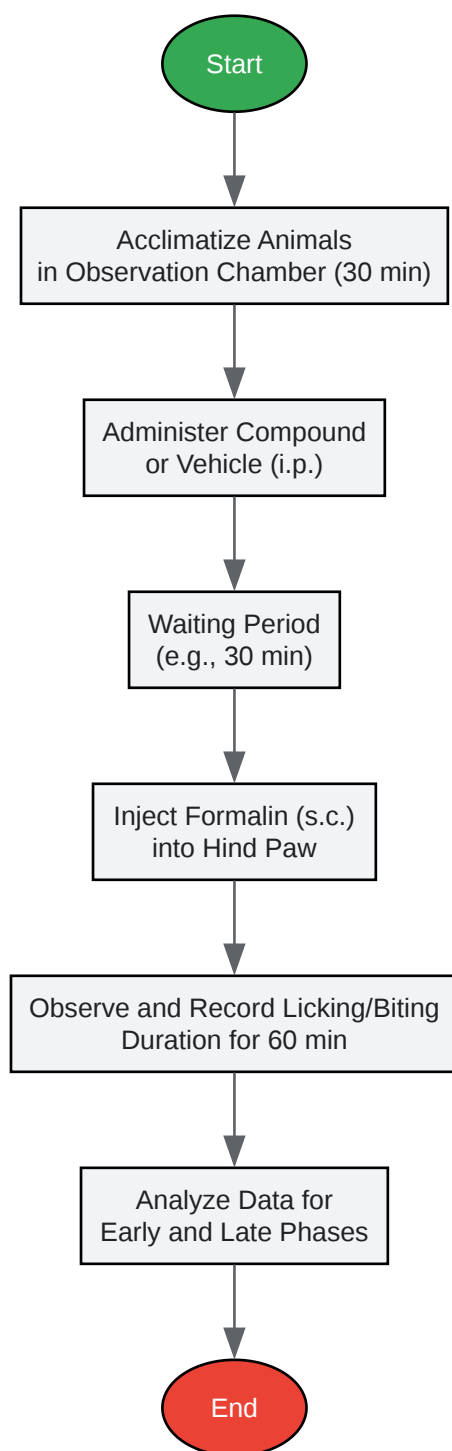 Start
Acclimatize Animals
in Observation Chamber (30 min)
Administer Compound
or Vehicle (i.p.)
Waiting Period
(e.g., 30 min)
Inject Formalin (s.c.)
into Hind Paw
Observe and Record Licking/Biting
Duration for 60 min
Analyze Data for
Early and Late Phases
End